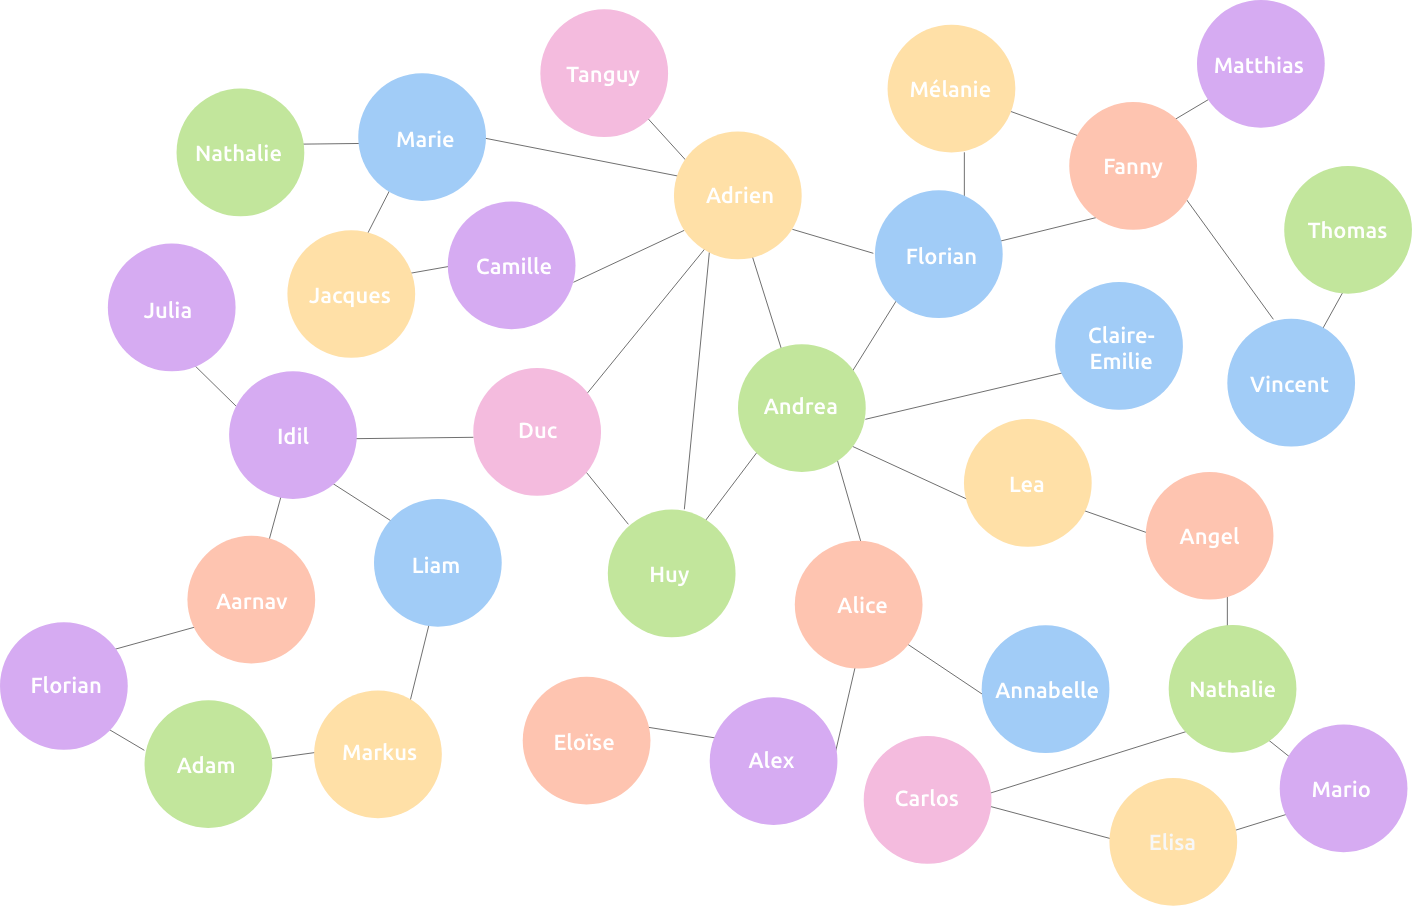 Tanguy
Mélanie
Matthias
Nathalie
Marie
Adrien
Fanny
Thomas
Florian
Camille
Jacques
Julia
Claire-
Emilie
Vincent
Andrea
Duc
Idil
Lea
Angel
Liam
Huy
Aarnav
Alice
Florian
Annabelle
Nathalie
Adam
Markus
Eloïse
Alex
Carlos
Mario
Elisa